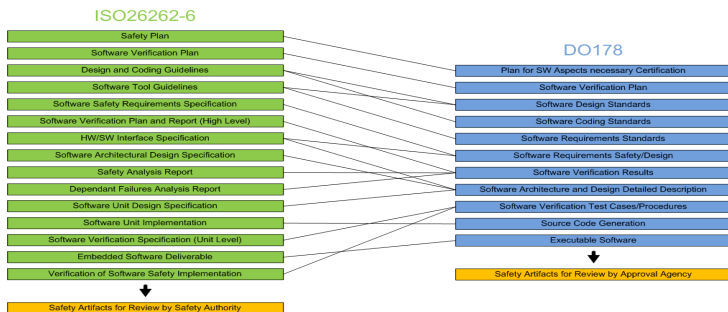 ISO26262-6
Safety Plan
Software Verification Plan
Design and Coding Guidelines
Software Tool Guidelines
Software Safety Requirements Specification
Software Verification Plan and Report (High Level)
HW/SW Interface Specification
Software Architectural Design Specification
Safety Analysis Report
Dependant Failures Analysis Report
Software Unit Design Specification
Software Unit Implementation
Software Verification Specification (Unit Level)
Embedded Software Deliverable
Verification of Software Safety Implementation
Safety Artifacts for Review by Safety Authority
DO178
Plan for SW Aspects necessary Certification
Software Verification Plan
Software Design Standards
Software Coding Standards
Software Requirements Standards
Software Requirements Safety/Design
Software Verification Results
Software Architecture and Design Detailed Description
Software Verification Test Cases/Procedures
Source Code Generation
Executable Software
Safety Artifacts for Review by Approval Agency